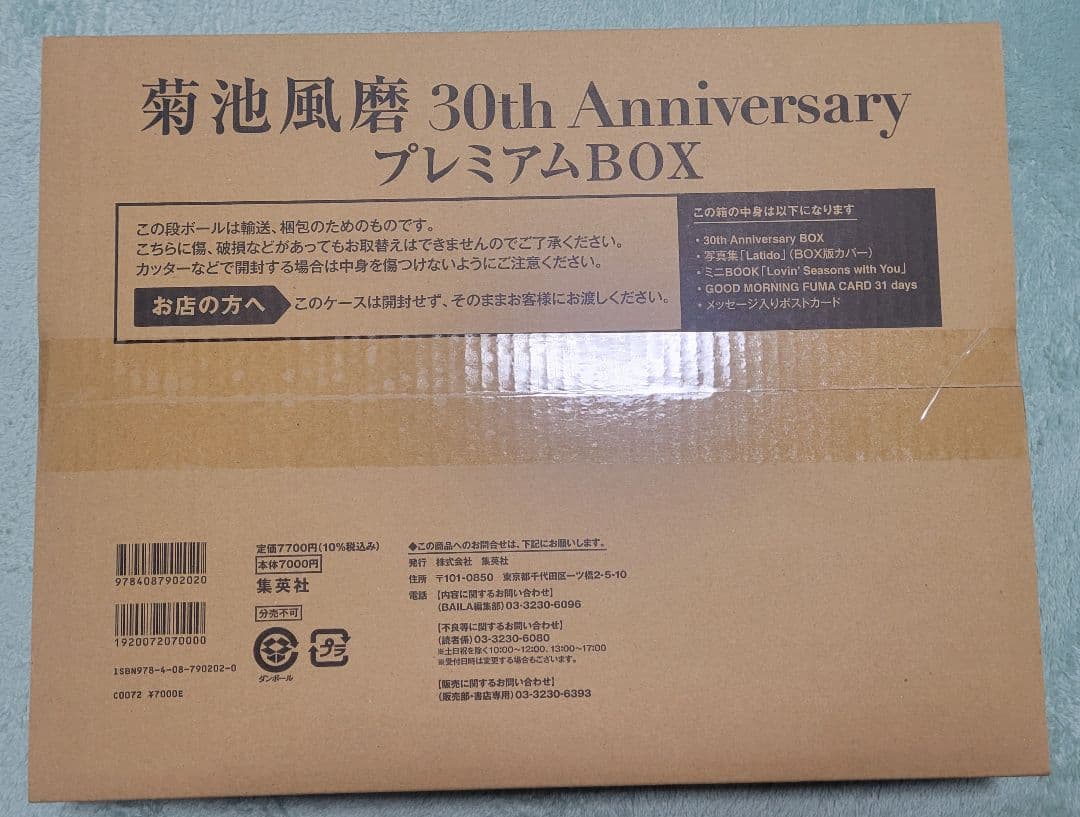 菊池風磨 30th Anniversary
プレミアムBOX
この段ボールは輸送、梱包のためのものです。
こちらに傷、破損などがあってもお取替えはできませんのでご了承ください。
カッターなどで開封する場合は中身を傷つけないようにご注意ください。
お店の方へ このケースは開封せず、そのままお客様にお渡しください。
この箱の中身は以下になります
・30th Anniversary BOX
・写真集「Latido」（BOX版カバー）
・ミニBOOK「Lovin' Seasons with You」
・GOOD MORNING FUMA CARD 31 days
・メッセージ入りポストカード
9784087902020
1920072070000
ISBN978-4-08-790202-0
C0072 ¥7000E
定価7700円（10%税込み）
本体7000円
集英社
分売不可
ダンボール
プラ
◆この商品へのお問合せは、下記にお願いします。
発行 株式会社 集英社
住所 〒101-0850 東京都千代田区一ツ橋2-5-10
電話 【内容に関するお問い合わせ】
（BAILA編集部）03-3230-6096
【不良等に関するお問い合わせ】
（読者係）03-3230-6080
※土日祝を除く10:00〜12:00、13:00〜17:00
※受付日時は変更する場合もございます。
【販売に関するお問い合わせ】
（販売部・書店専用）03-3230-6393